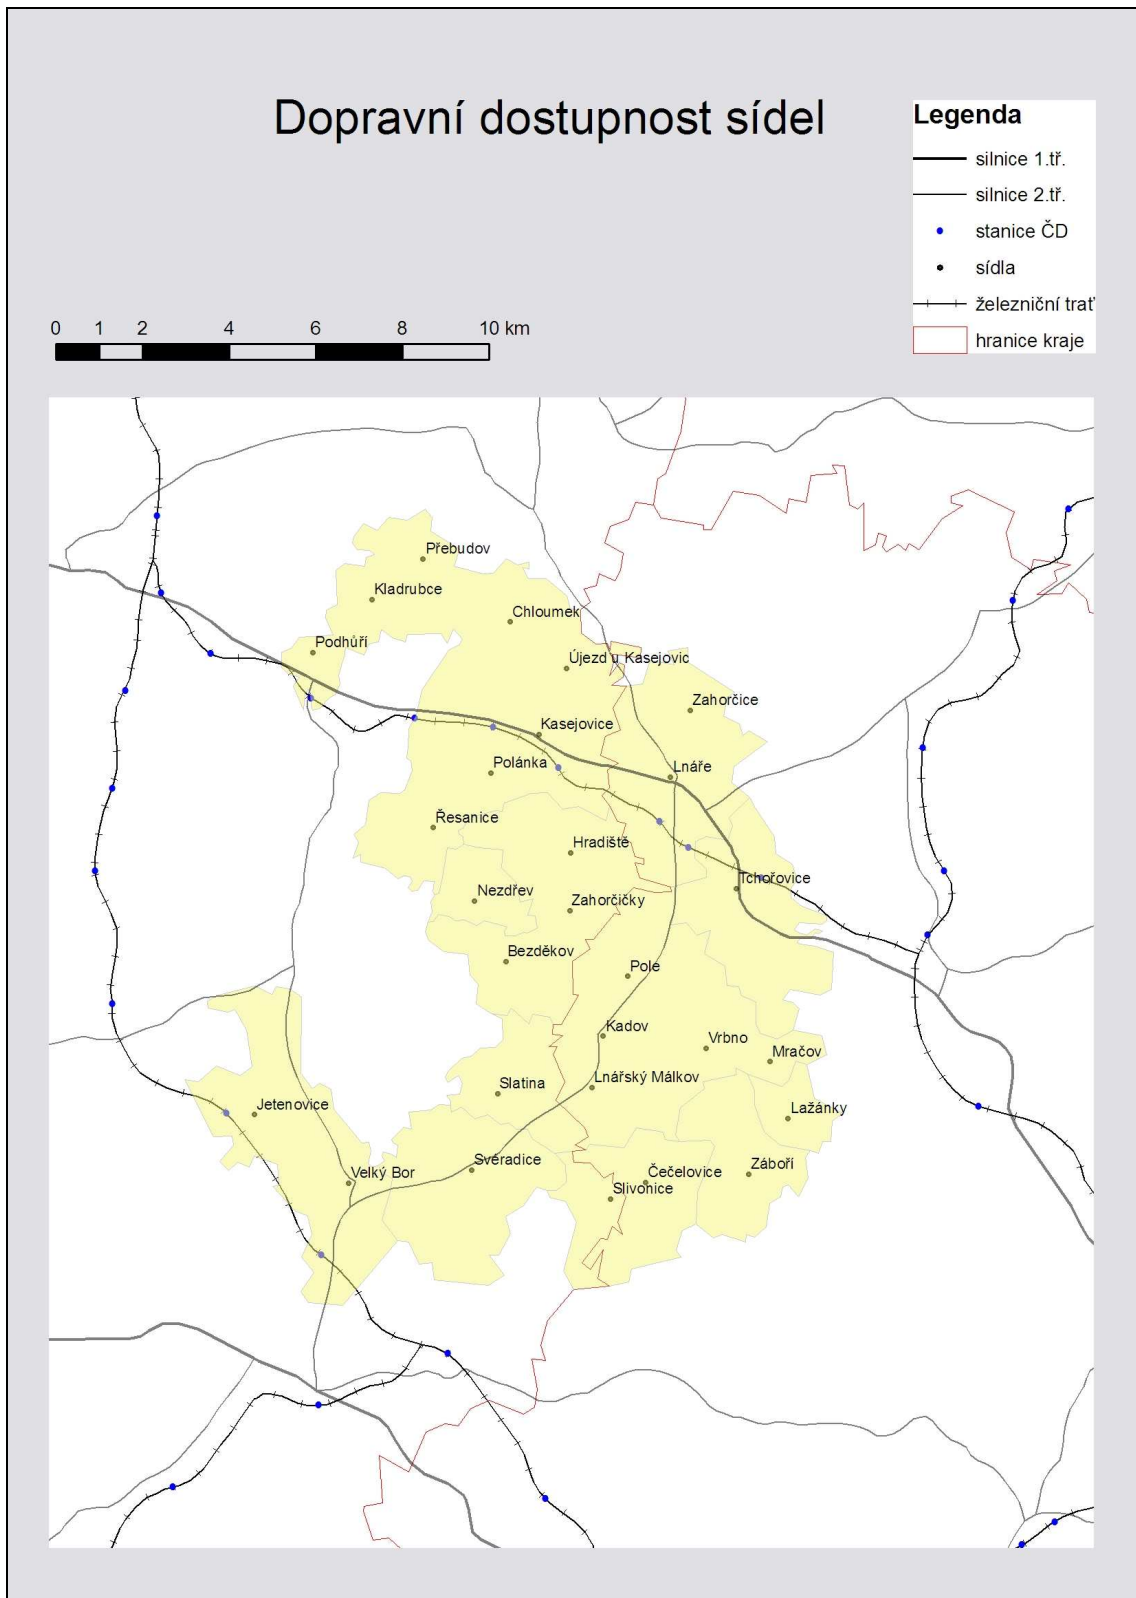 Dopravní dostupnost sídel
Legenda
silnice 1.tř.
silnice 2.tř.
stanice ČD
sídla
železniční trať
hranice kraje
0 1 2 4 6 8 10 km
Přebudov
Kladrubce
Chloumek
Podhůří
Újezd u Kasejovic
Zahorčice
Kasejovice
Polánka
Lnáře
Řesanice
Hradiště
Tchořovice
Nezdřev
Zahorčičky
Bezděkov
Pole
Kadov
Vrbno
Mračov
Lnářský Málkov
Slatina
Jetenovice
Lažánky
Svéradice
Velký Bor
Čečelovice
Záboří
Slivonice